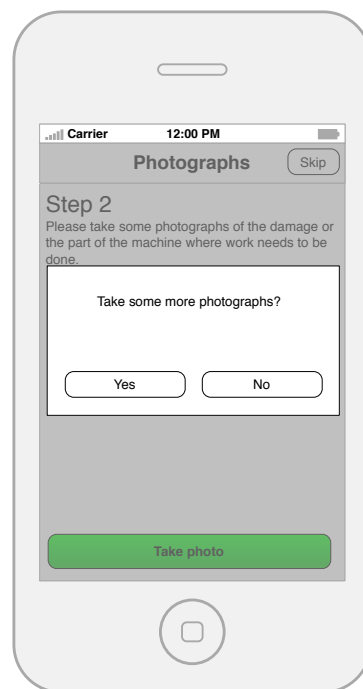 Carrier 12:00 PM
Photographs Skip
Step 2
Please take some photographs of the damage or
the part of the machine where work needs to be
done.
Take some more photographs?
Yes No
Take photo